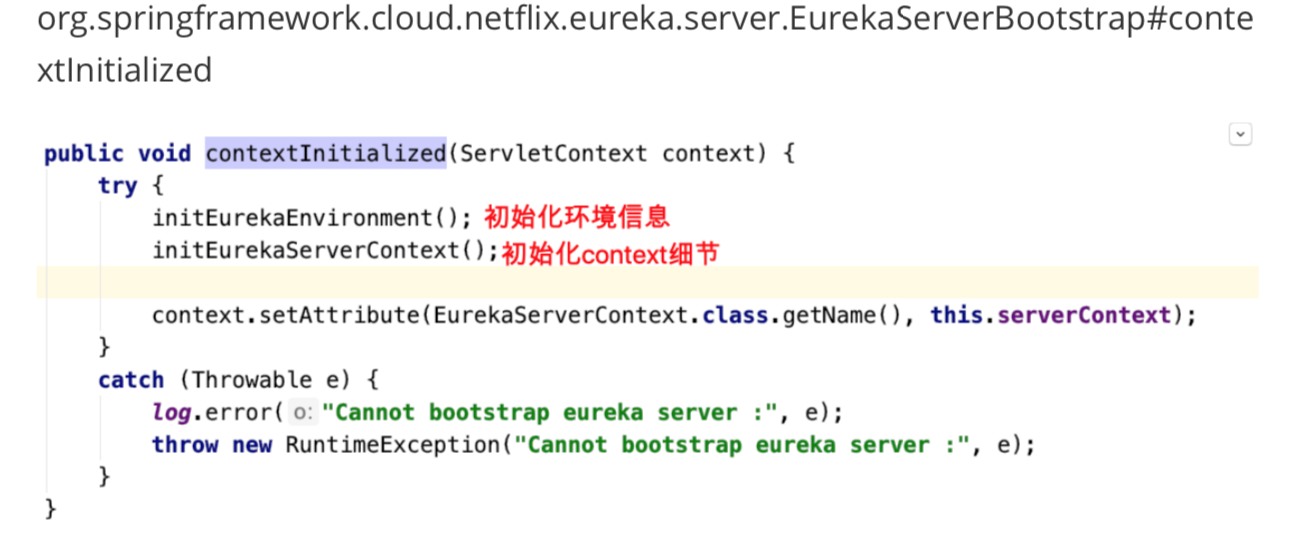 org.springframework.cloud.netflix.eureka.server.EurekaServerBootstrap#conte
xtInitialized
public void contextInitialized(ServletContext context) {
try {
initEurekaEnvironment(); 初始化环境信息
initEurekaServerContext();初始化context细节
context.setAttribute(EurekaServerContext.class.getName(), this.serverContext);
}
catch (Throwable e) {
log.error( o: "Cannot bootstrap eureka server :", e);
throw new RuntimeException("Cannot bootstrap eureka server :", e);
}
}